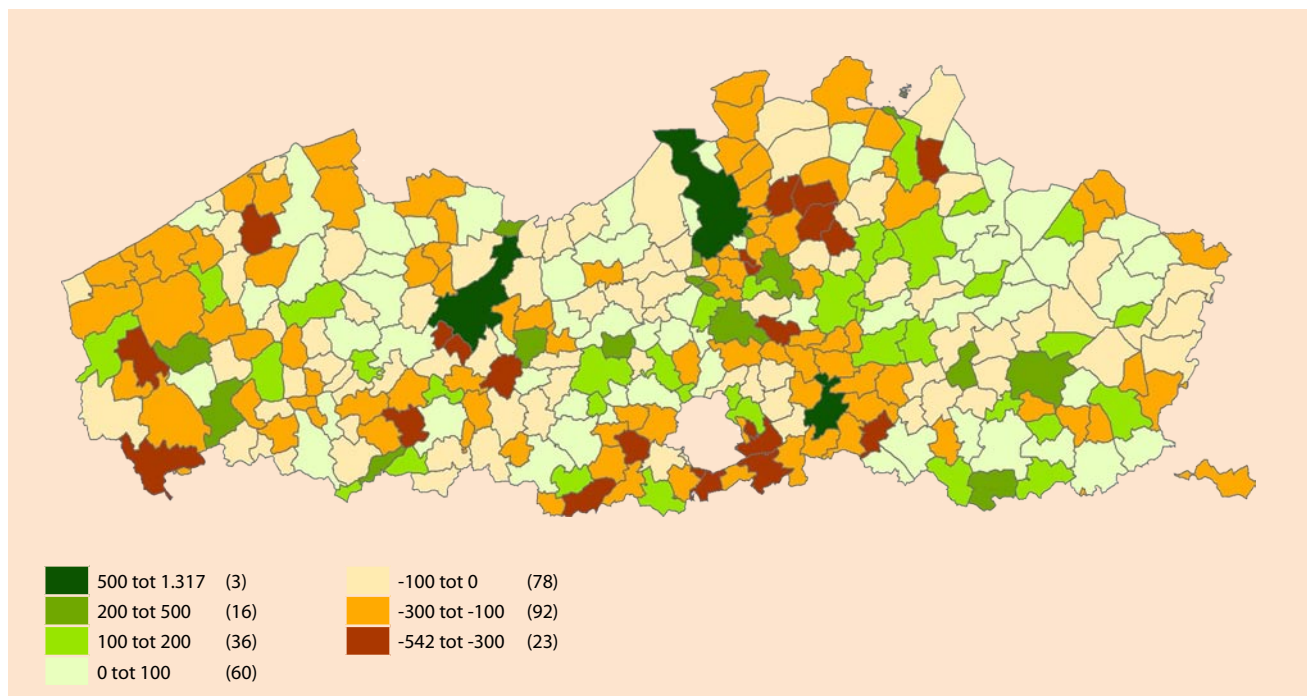 500 tot 1.317 (3)
200 tot 500 (16)
100 tot 200 (36)
0 tot 100 (60)
-100 tot 0 (78)
-300 tot -100 (92)
-542 tot -300 (23)